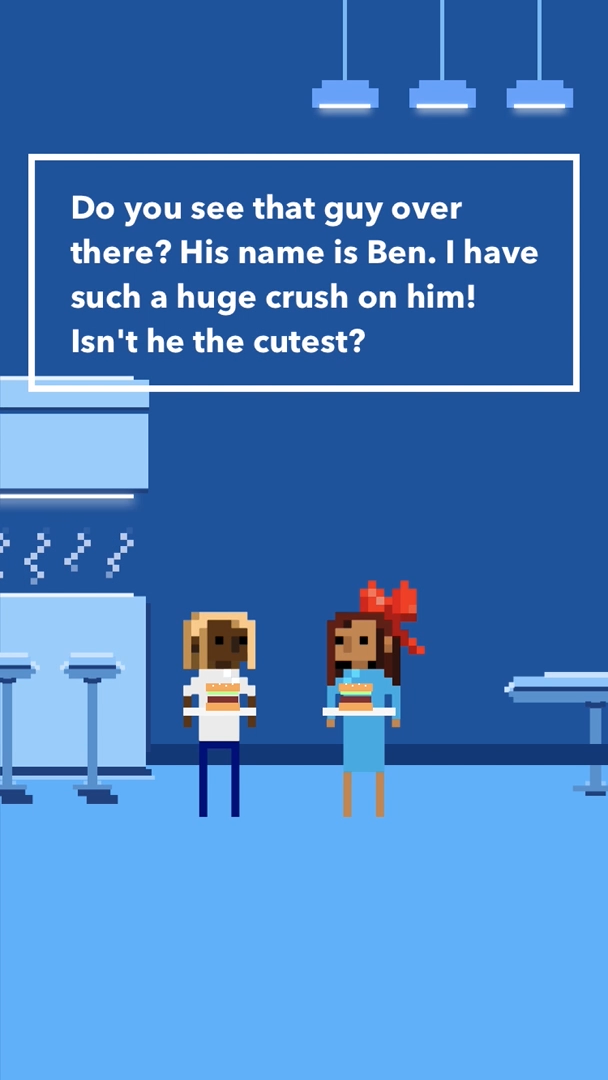 Do you see that guy over
there? His name is Ben. I have
such a huge crush on him!
Isn't he the cutest?